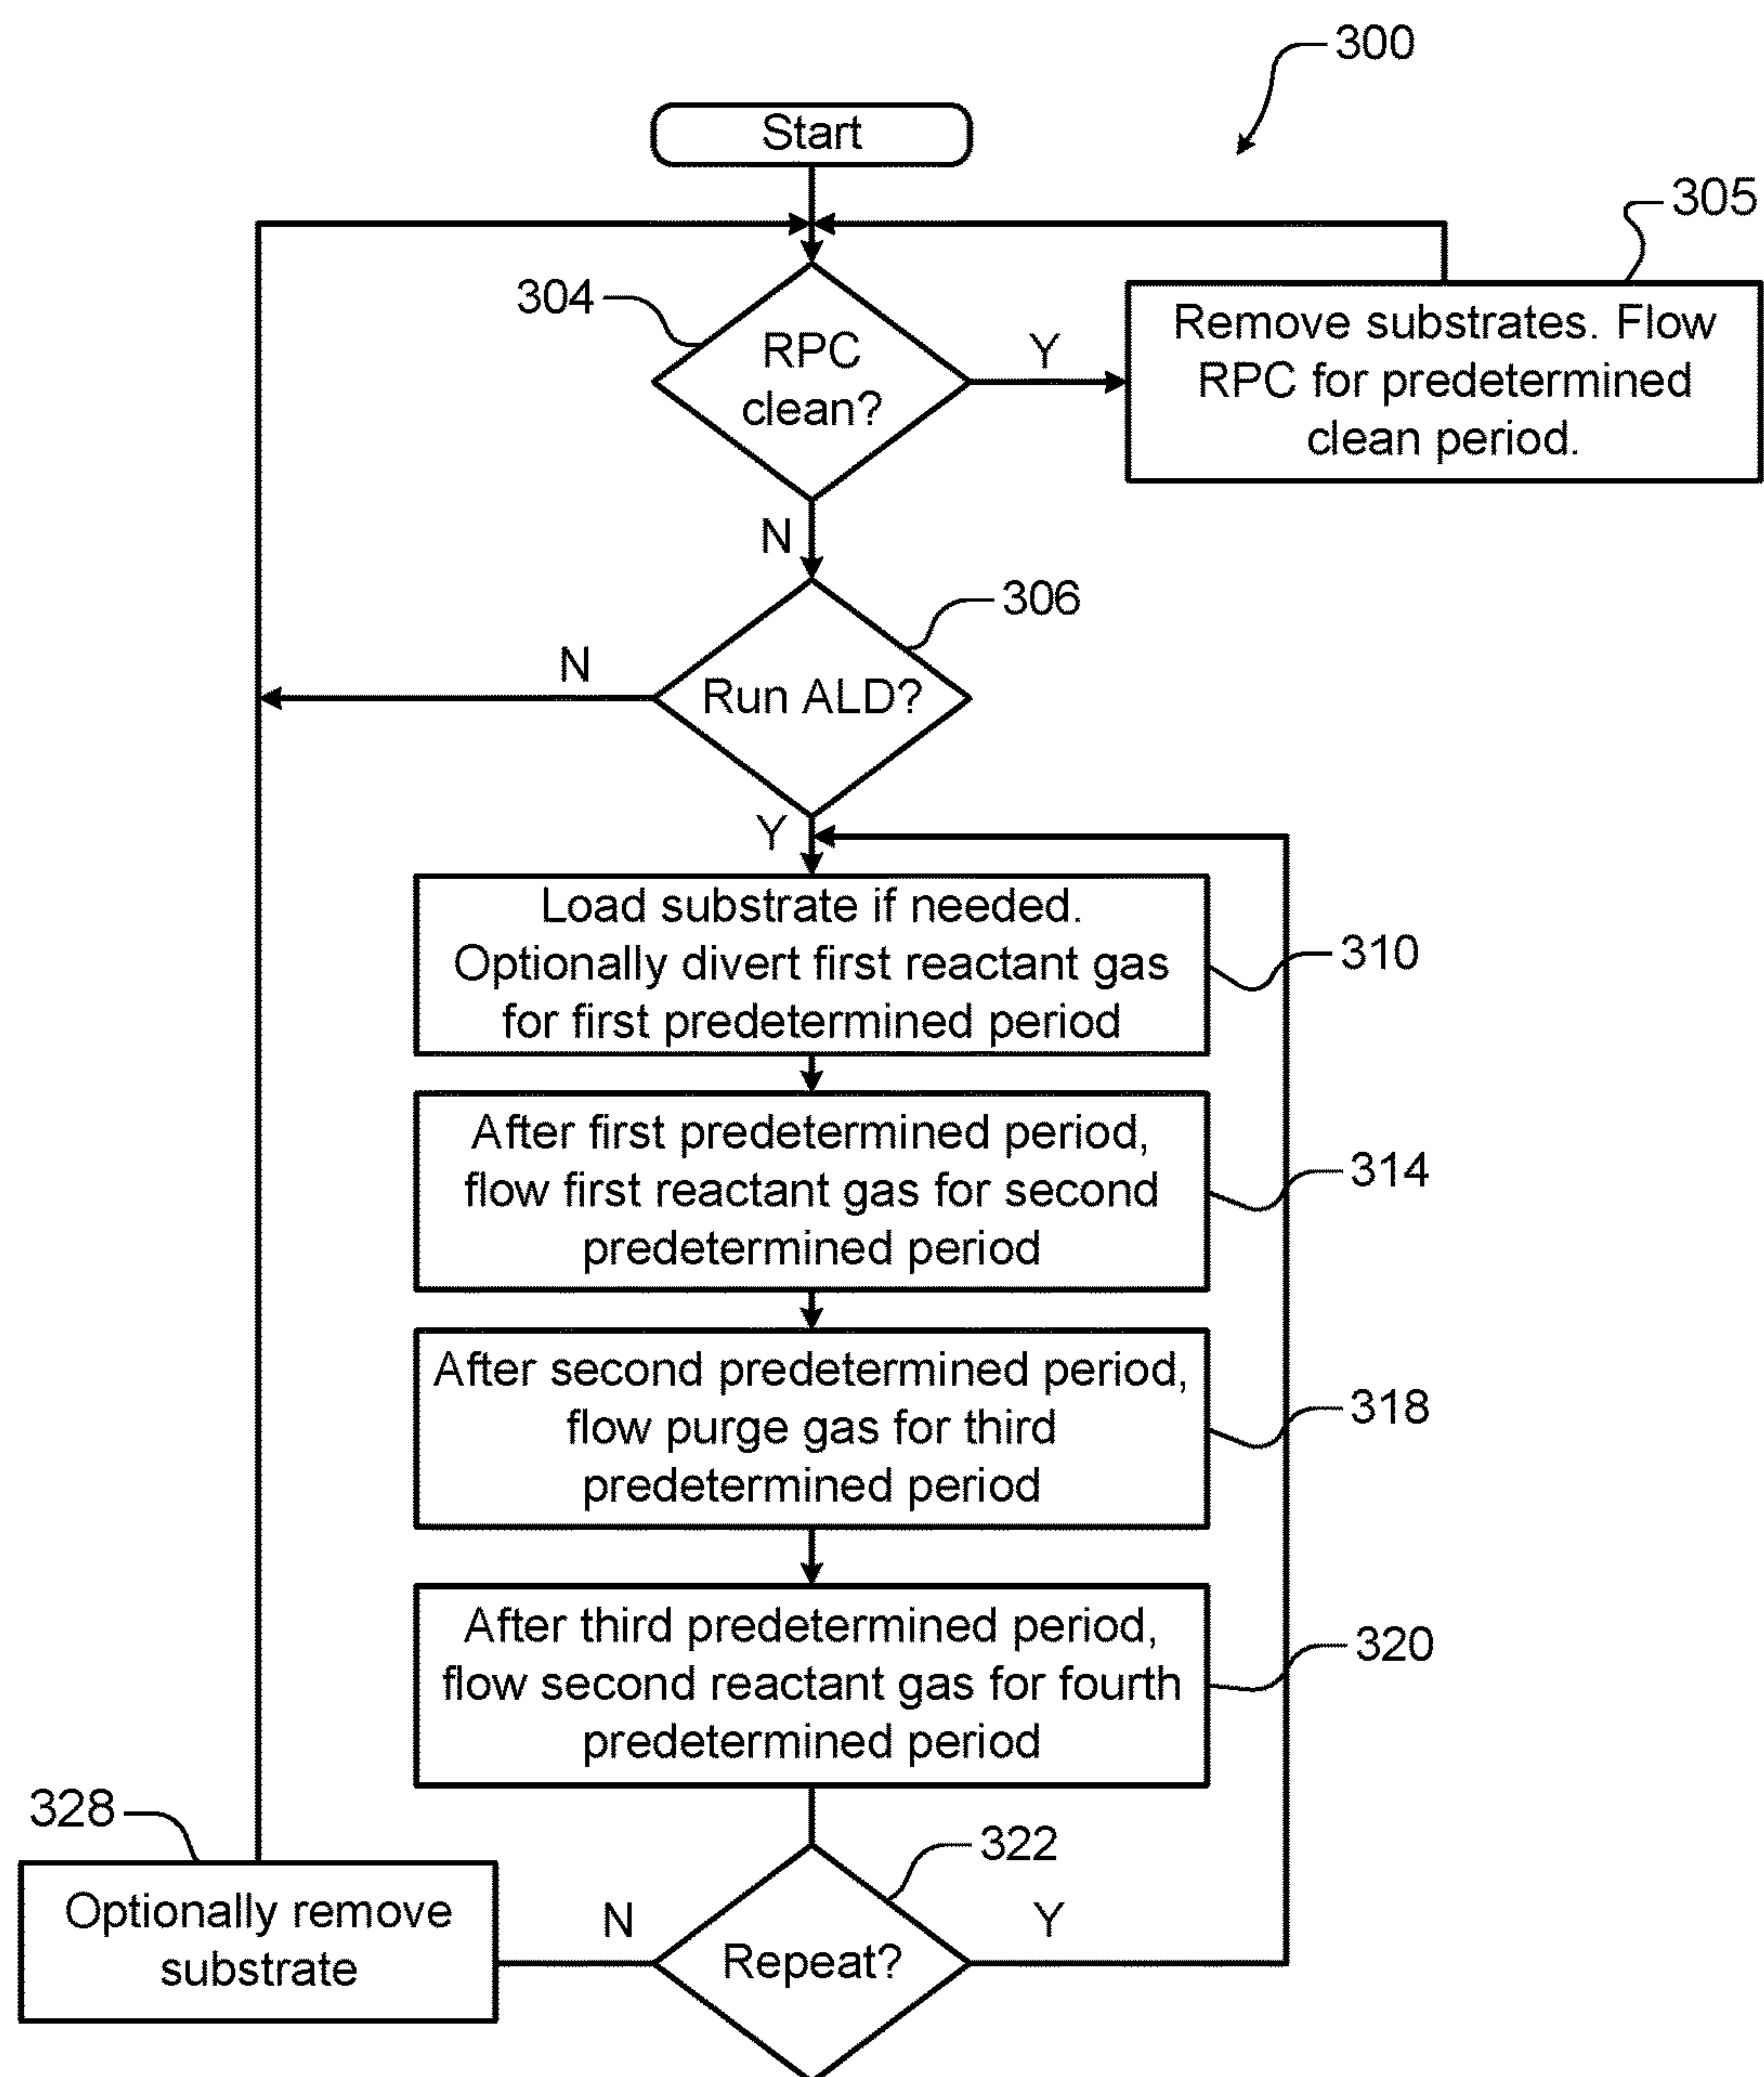 300
Start
305
304
RPC
clean?
Y
Remove substrates. Flow
RPC for predetermined
clean period.
N
306
N
Run ALD?
Y
Load substrate if needed.
Optionally divert first reactant gas
for first predetermined period
310
After first predetermined period,
flow first reactant gas for second
predetermined period
314
After second predetermined period,
flow purge gas for third
predetermined period
318
After third predetermined period,
flow second reactant gas for fourth
predetermined period
320
328
322
Optionally remove
substrate
N
Repeat?
Y